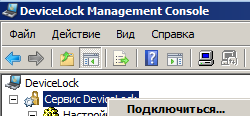 DeviceLock Management Console
Файл Действие Вид Справка
DeviceLock
Сервис DeviceLock
Подключиться...